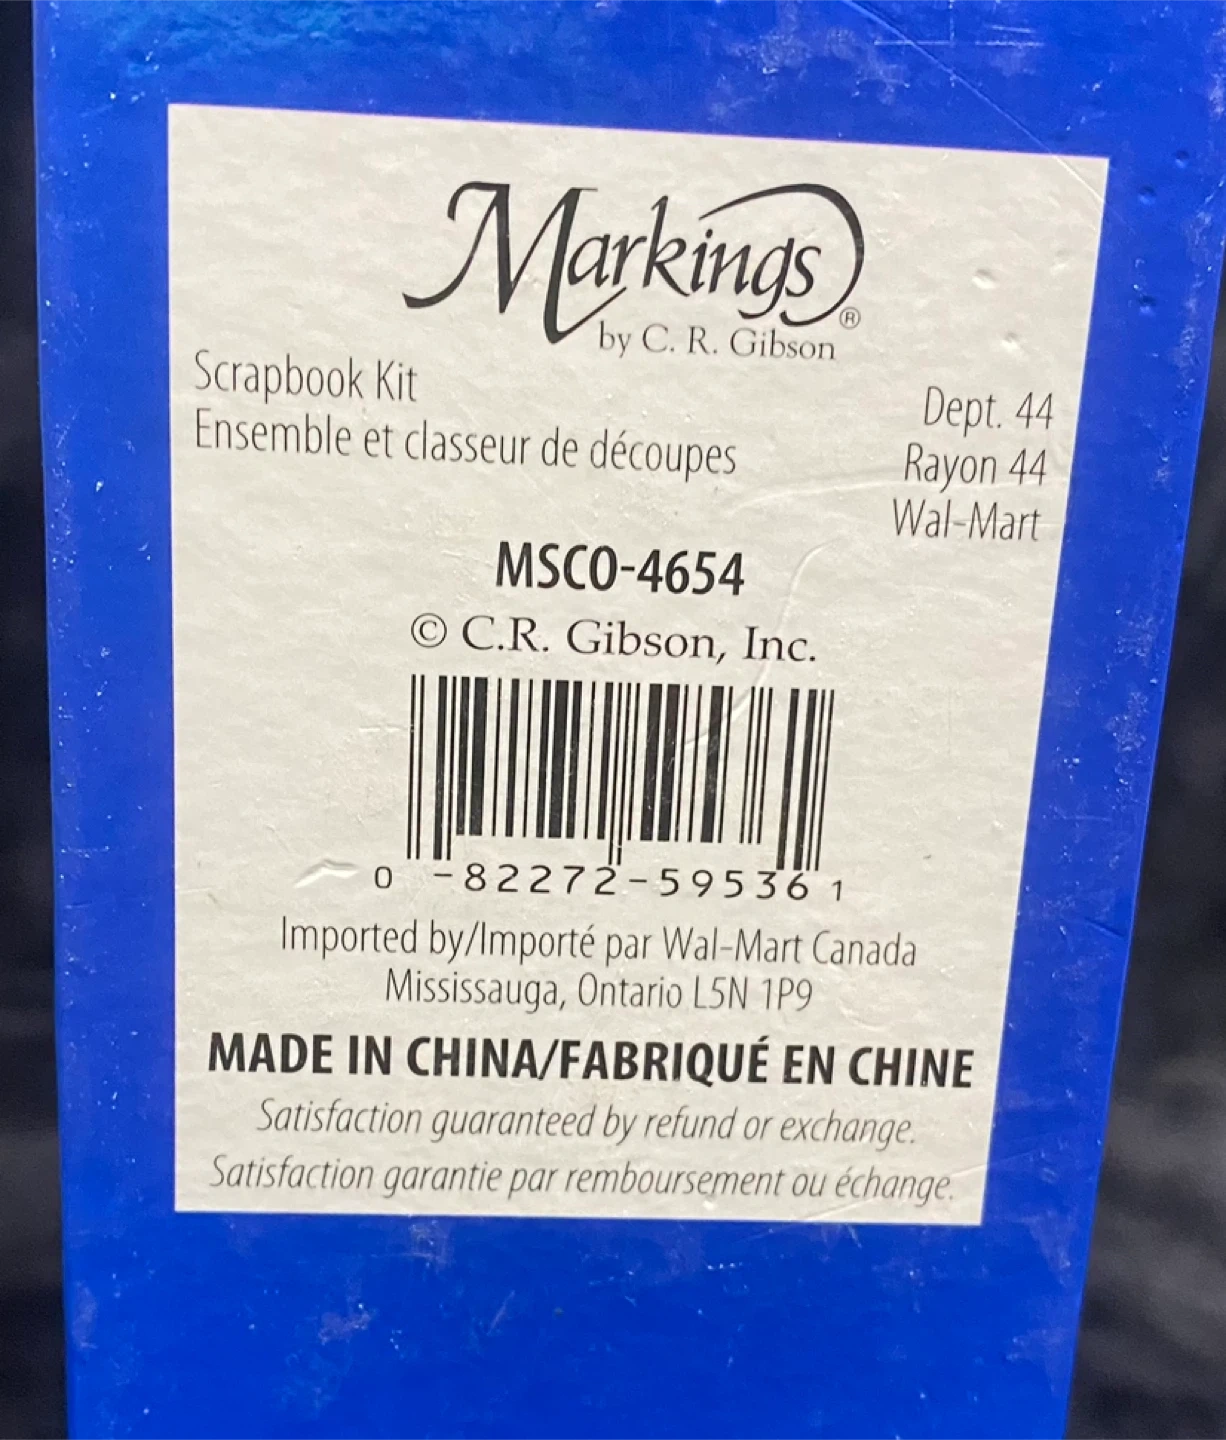 Markings®
by C. R. Gibson
Scrapbook Kit
Ensemble et classeur de découpes
Dept. 44
Rayon 44
Wal-Mart
MSCO-4654
© C.R. Gibson, Inc.
0 -82272-59536 1
Imported by/Importé par Wal-Mart Canada
Mississauga, Ontario L5N 1P9
MADE IN CHINA/FABRIQUÉ EN CHINE
Satisfaction guaranteed by refund or exchange.
Satisfaction garantie par remboursement ou échange.